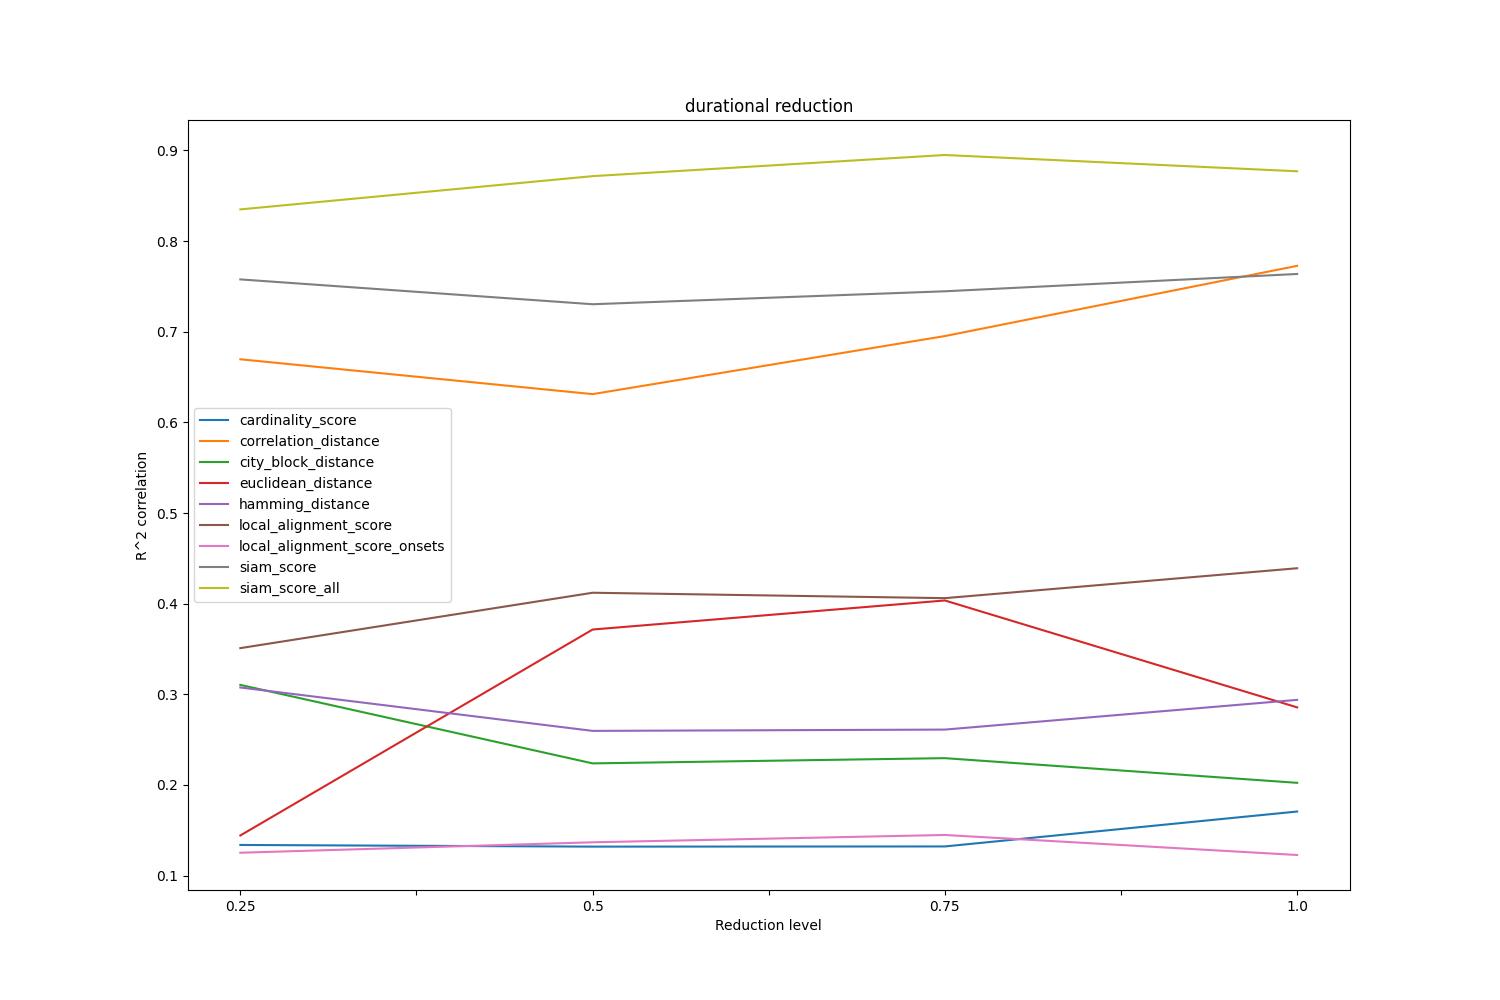 durational reduction
0.9
0.8
0.7
0.6
0.5
0.4
0.3
0.2
0.1
R^2 correlation
cardinality_score
correlation_distance
city_block_distance
euclidean_distance
hamming_distance
local_alignment_score
local_alignment_score_onsets
siam_score
siam_score_all
0.25 0.5 0.75 1.0
Reduction level